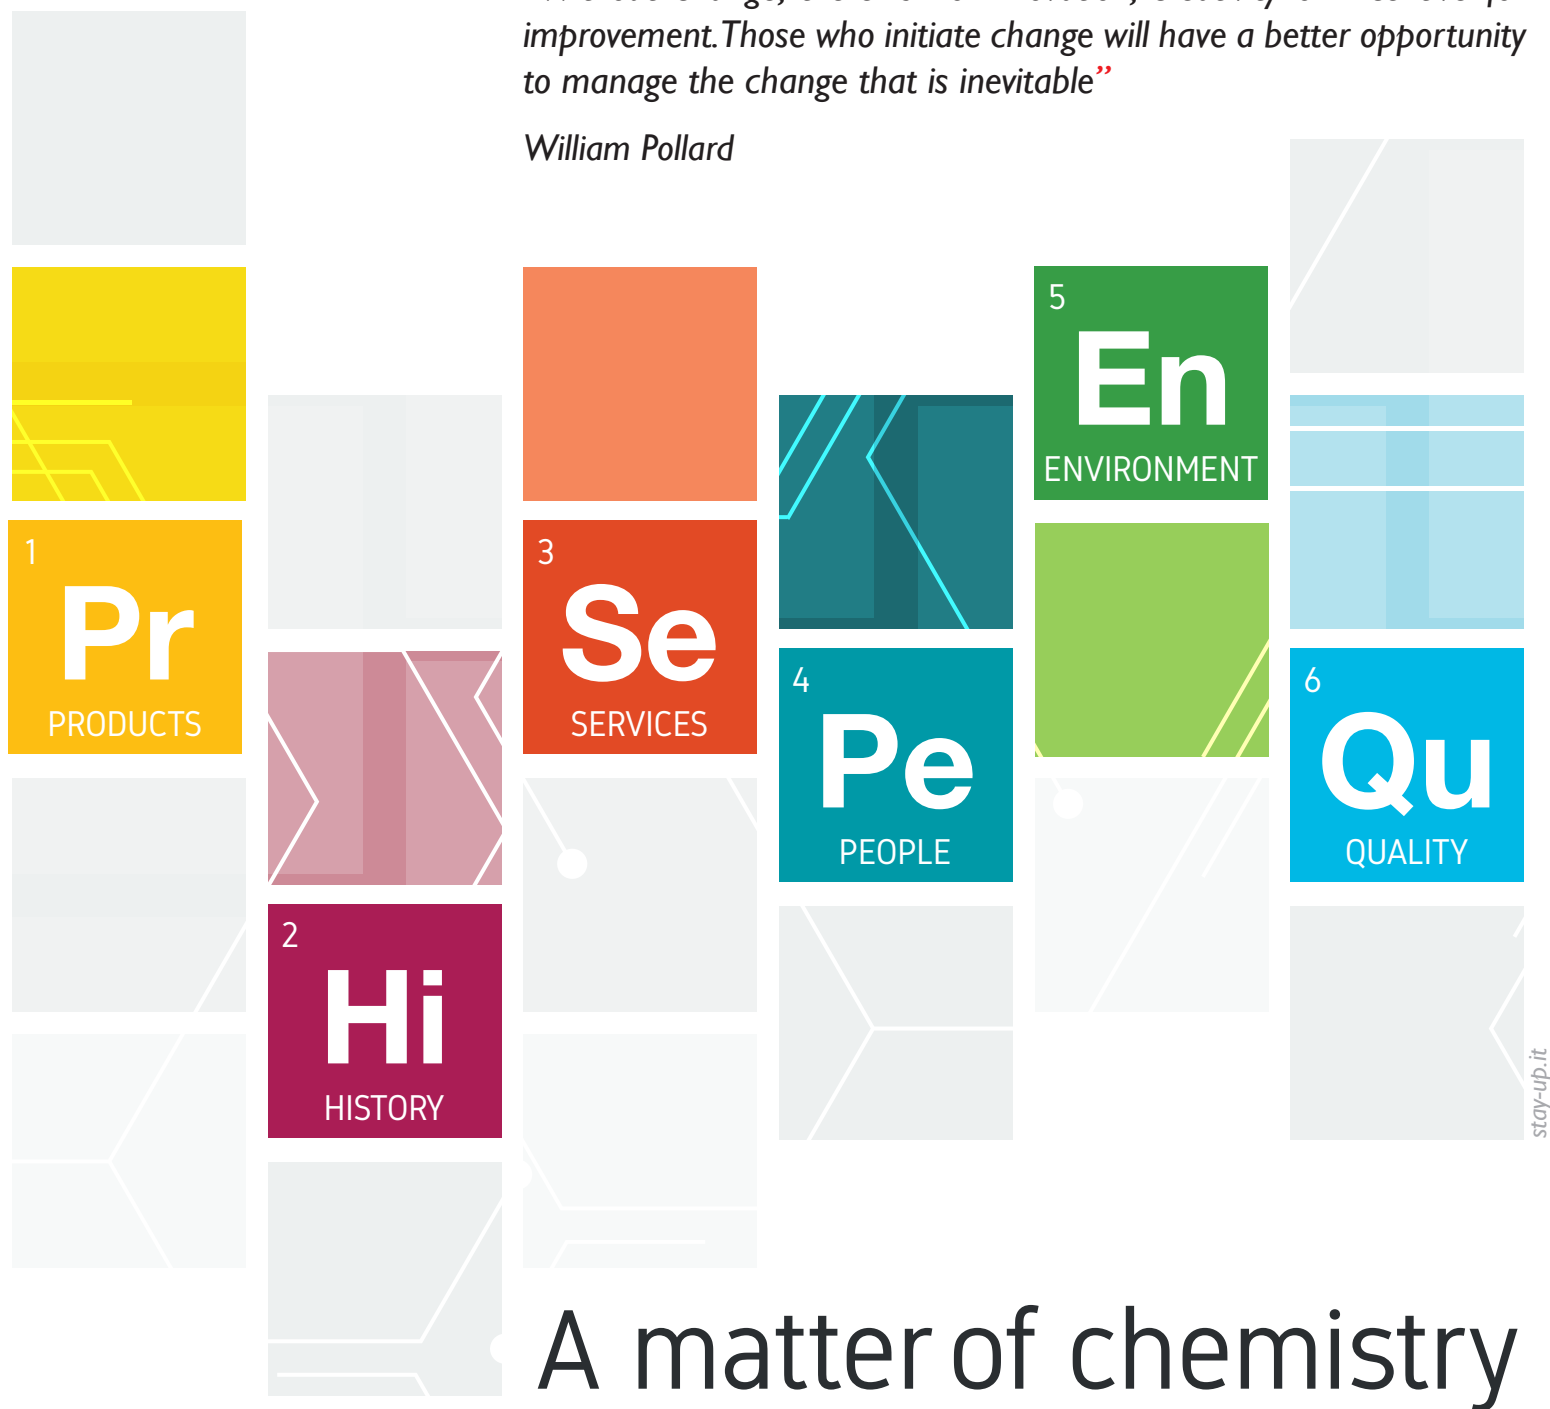 improvement. Those who initiate change will have a better opportunity
to manage the change that is inevitable”
William Pollard
1
Pr
PRODUCTS
2
Hi
HISTORY
3
Se
SERVICES
4
Pe
PEOPLE
5
En
ENVIRONMENT
6
Qu
QUALITY
stay-up.it
A matter of chemistry